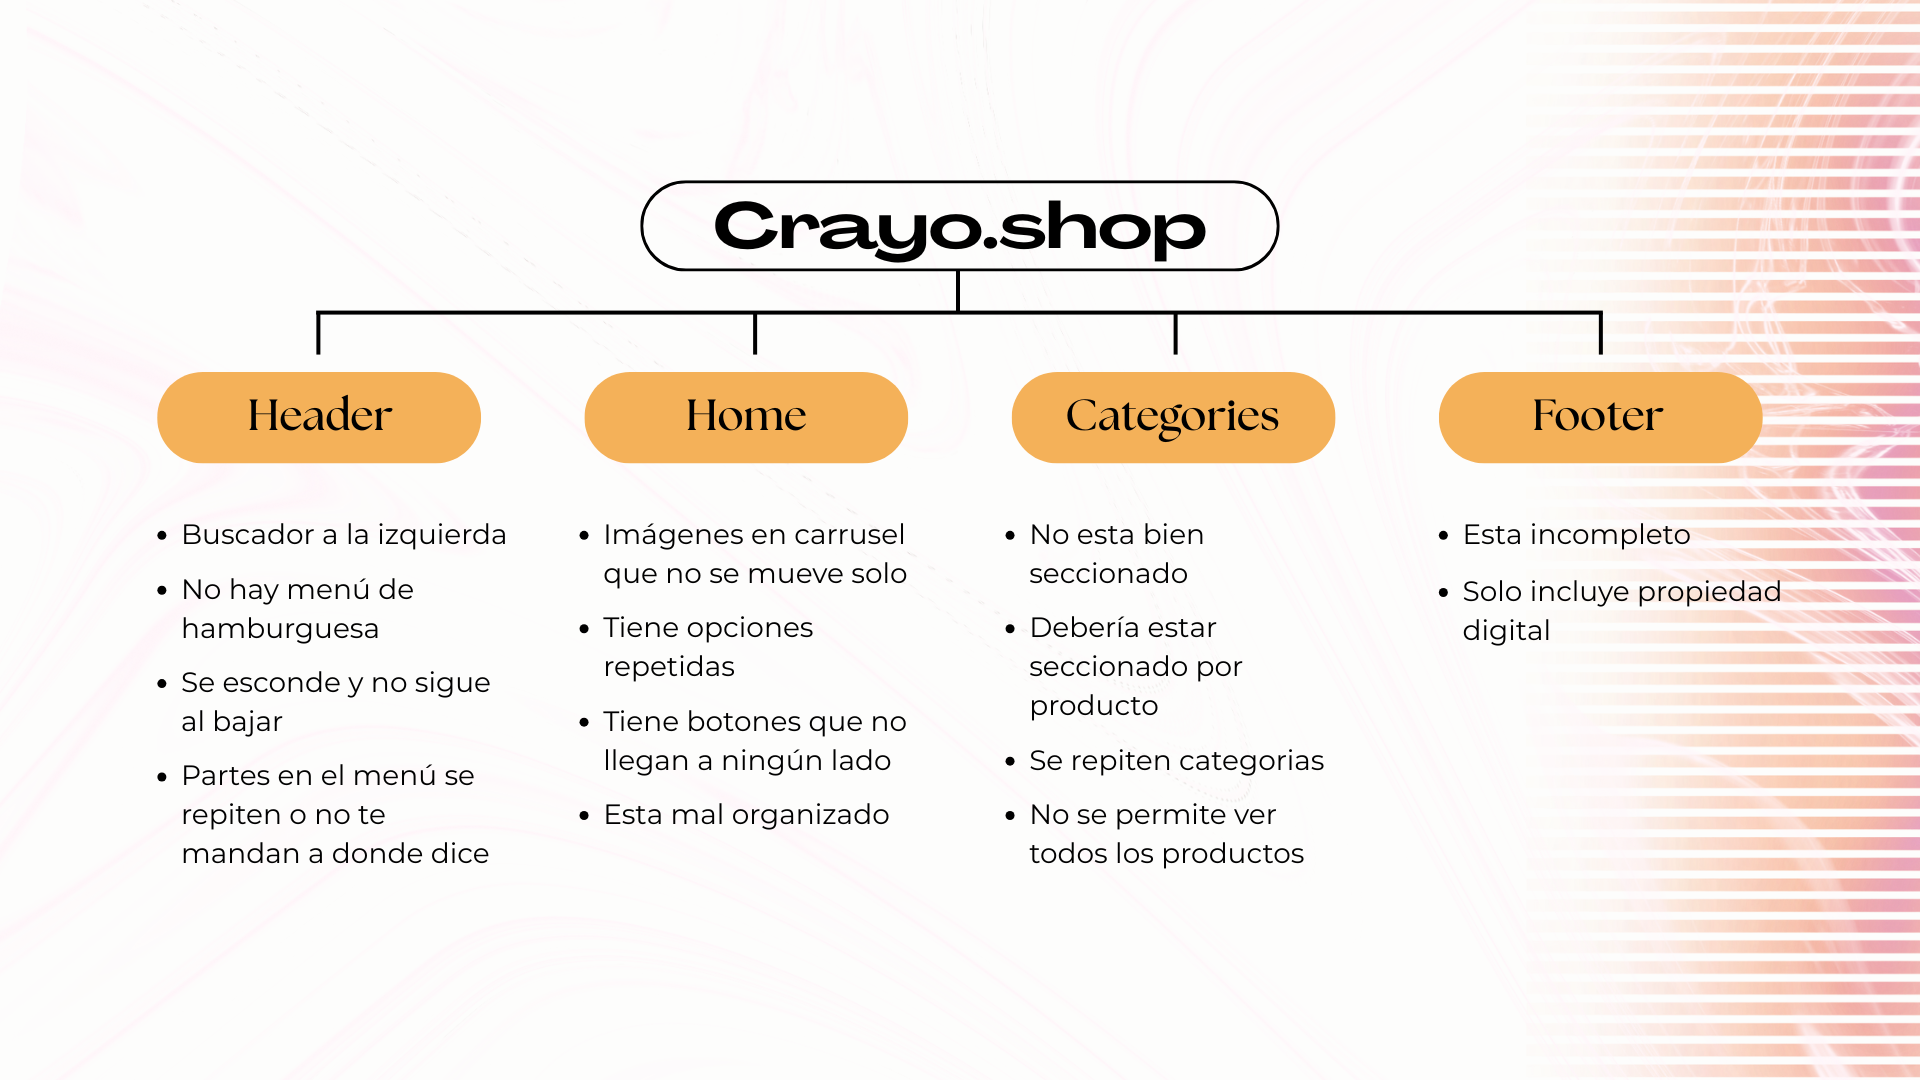 Crayo.shop
Header
• Buscador a la izquierda
• No hay menú de
hamburguesa
• Se esconde y no sigue
al bajar
• Partes en el menú se
repiten o no te
mandan a donde dice
Home
• Imágenes en carrusel
que no se mueve solo
• Tiene opciones
repetidas
• Tiene botones que no
llegan a ningún lado
• Esta mal organizado
Categories
• No esta bien
seccionado
• Debería estar
seccionado por
producto
• Se repiten categorias
• No se permite ver
todos los productos
Footer
• Esta incompleto
• Solo incluye propiedad
digital